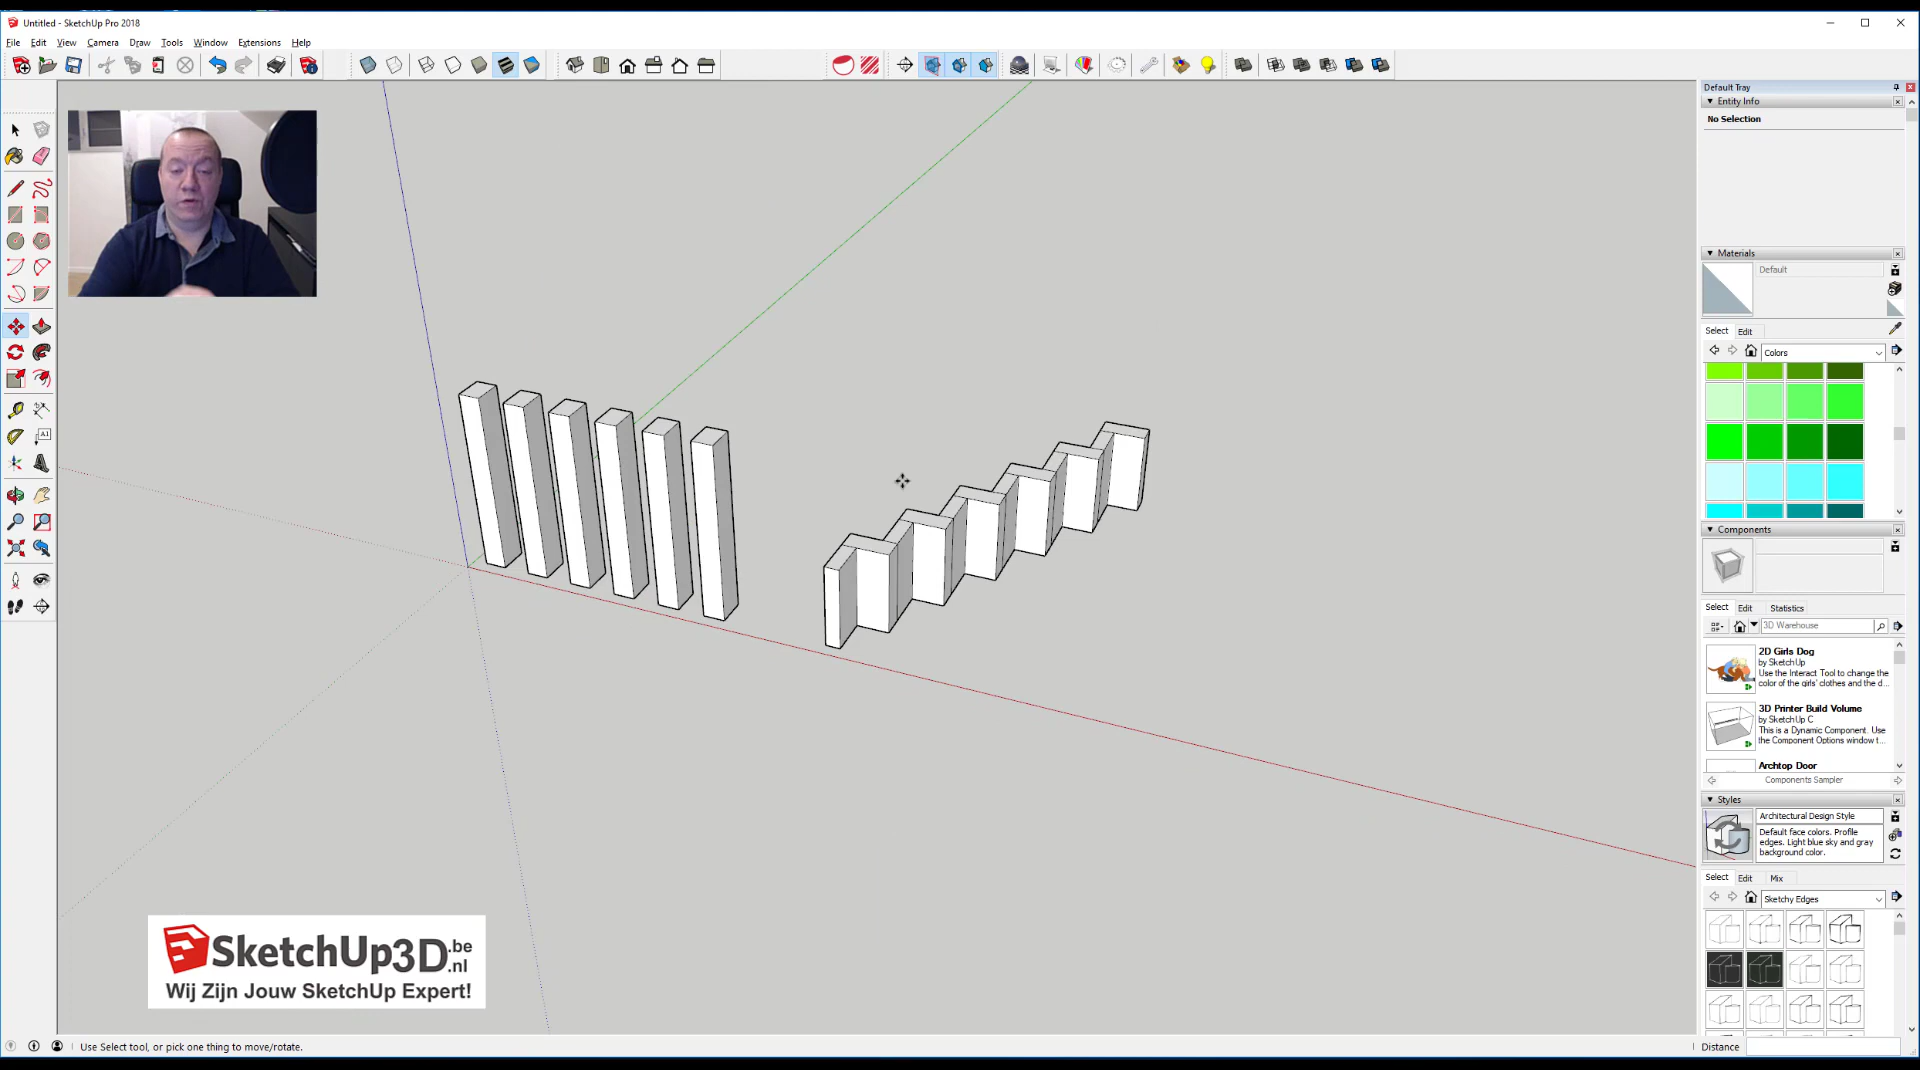 Untitled - SketchUp Pro 2018
File Edit View Camera Draw Tools Window Extensions Help
Default Tray
Entity Info
No Selection
Materials
Default
Select Edit
Colors
Components
Select Edit Statistics
3D Warehouse
2D Girls Dog
by SketchUp
Use the Interact Tool to change the
color of the girls' clothes and the d...
3D Printer Build Volume
by SketchUp C
This is a Dynamic Component. Use
the Component Options window t...
Archtop Door
Components Sampler
Styles
Architectural Design Style
Default face colors. Profile
edges. Light blue sky and gray
background color.
Select Edit Mix
Sketchy Edges
SketchUp3D .be
.nl
Wij Zijn Jouw SketchUp Expert!
Use Select tool, or pick one thing to move/rotate.
Distance